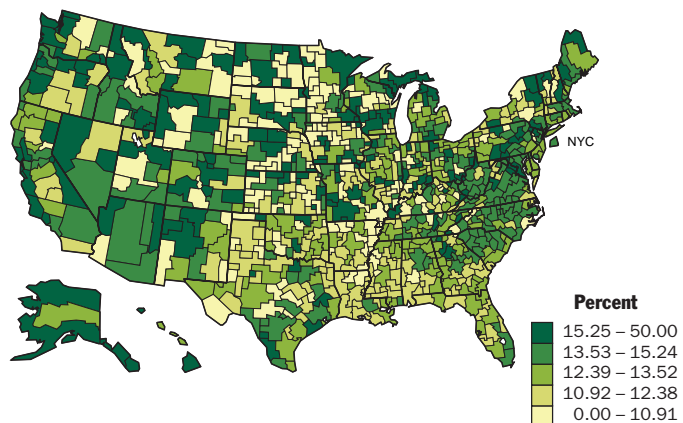 NYC
Percent
15.25 – 50.00
13.53 – 15.24
12.39 – 13.52
10.92 – 12.38
0.00 – 10.91